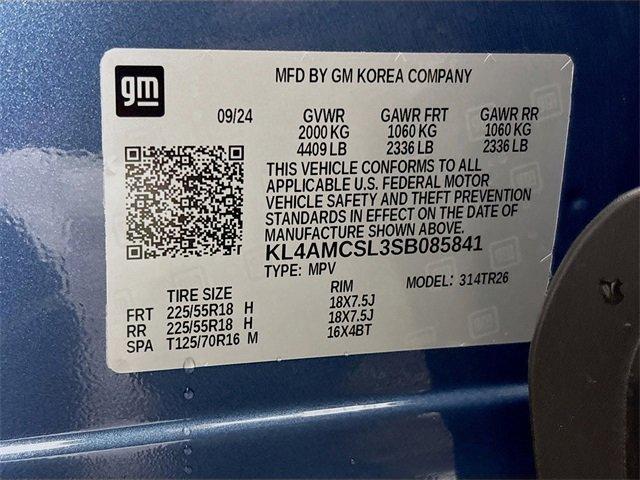 gm
MFD BY GM KOREA COMPANY
09/24 GVWR GAWR FRT GAWR RR
2000 KG 1060 KG 1060 KG
4409 LB 2336 LB 2336 LB
THIS VEHICLE CONFORMS TO ALL
APPLICABLE U.S. FEDERAL MOTOR
VEHICLE SAFETY AND THEFT PREVENTION
STANDARDS IN EFFECT ON THE DATE OF
MANUFACTURE SHOWN ABOVE.
KL4AMCSL3SB085841
TYPE: MPV MODEL: 314TR26
TIRE SIZE RIM
FRT 225/55R18 H 18X7.5J
RR 225/55R18 H 18X7.5J
SPA T125/70R16 M 16X4BT